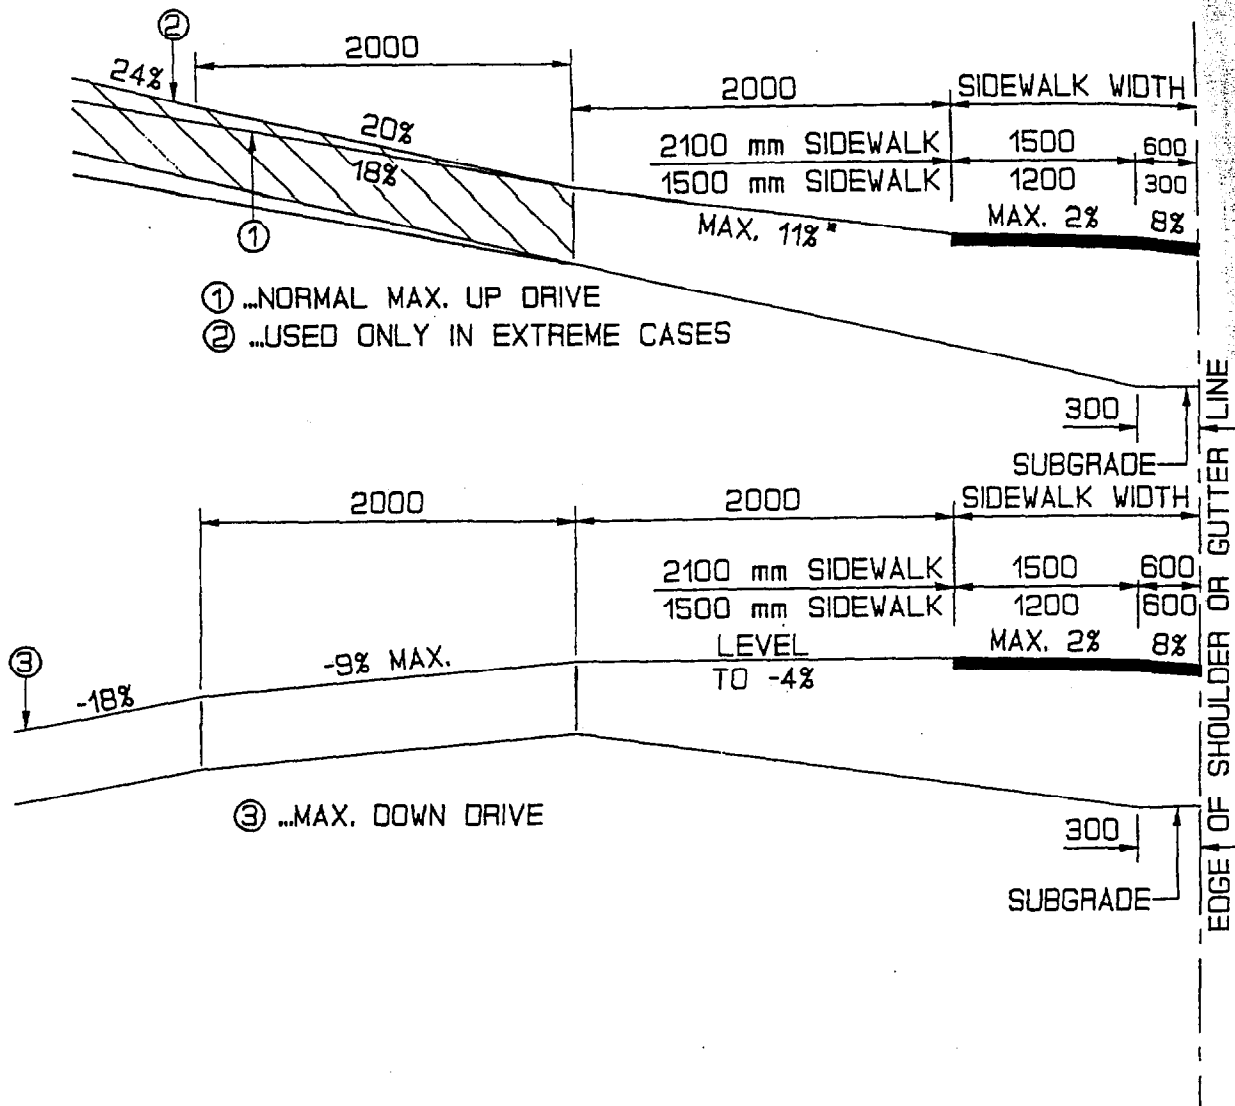 ②
2000
24%
2000
SIDEWALK WIDTH
20%
2100 mm SIDEWALK 1500 600
18%
1500 mm SIDEWALK 1200 300
MAX. 11%* MAX. 2% 8%
①
① ...NORMAL MAX. UP DRIVE
② ...USED ONLY IN EXTREME CASES
300
SUBGRADE
2000 2000 SIDEWALK WIDTH
2100 mm SIDEWALK 1500 600
1500 mm SIDEWALK 1200 600
③ -9% MAX. LEVEL MAX. 2% 8%
-18% TO -4%
③ ...MAX. DOWN DRIVE
300
SUBGRADE
EDGE OF SHOULDER OR GUTTER LINE